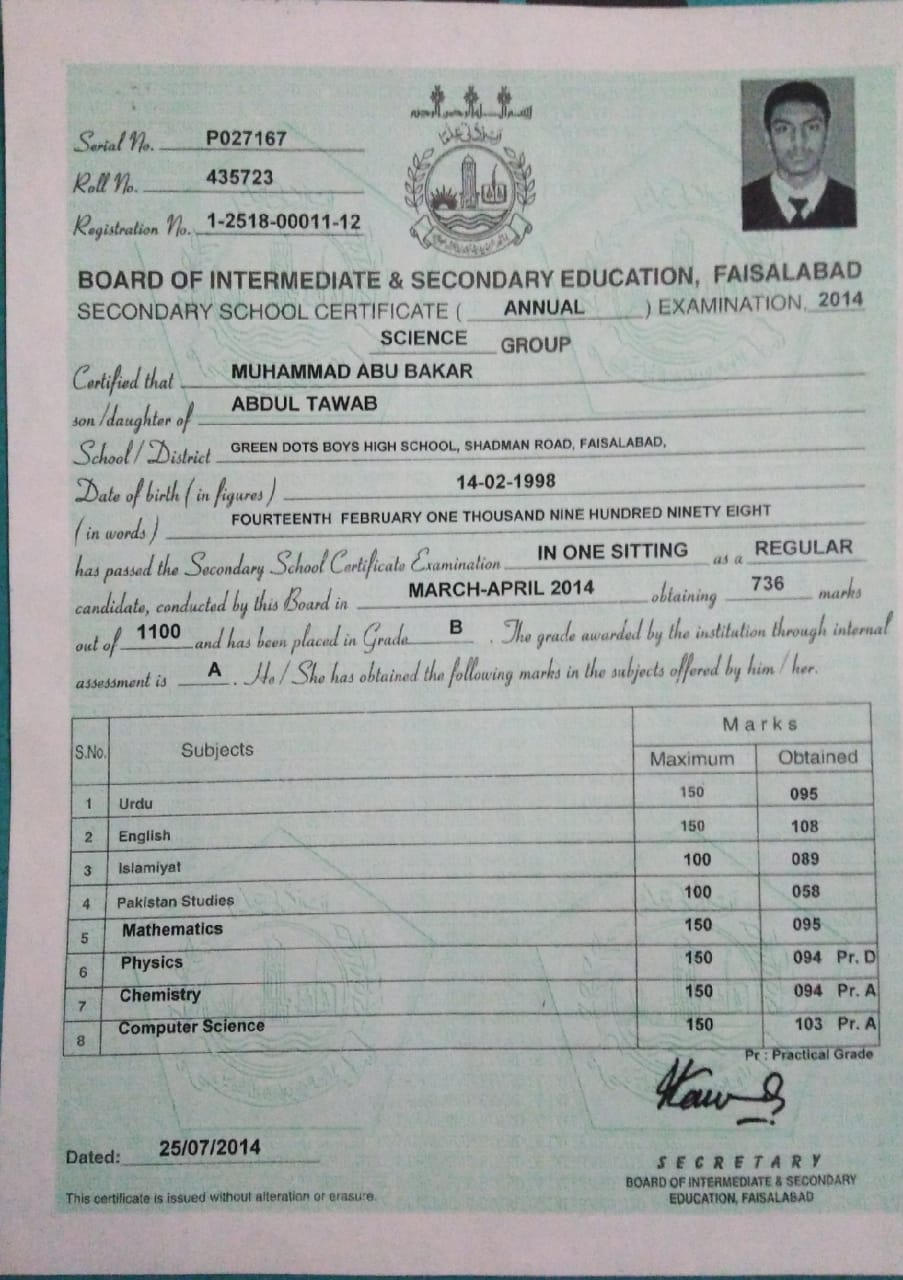 بسم الله الرحمن الرحيم
Serial No. P027167
Roll No. 435723
Registration No. 1-2518-00011-12
BOARD OF INTERMEDIATE & SECONDARY EDUCATION, FAISALABAD
SECONDARY SCHOOL CERTIFICATE ( ANNUAL ) EXAMINATION, 2014
SCIENCE GROUP
Certified that MUHAMMAD ABU BAKAR
son/daughter of ABDUL TAWAB
School/District GREEN DOTS BOYS HIGH SCHOOL, SHADMAN ROAD, FAISALABAD,
Date of birth (in figures) 14-02-1998
(in words) FOURTEENTH FEBRUARY ONE THOUSAND NINE HUNDRED NINETY EIGHT
has passed the Secondary School Certificate Examination IN ONE SITTING as a REGULAR
candidate, conducted by this Board in MARCH-APRIL 2014 obtaining 736 marks
out of 1100 and has been placed in Grade B . The grade awarded by the institution through internal
assessment is A . He/She has obtained the following marks in the subjects offered by him/her.
S.No. Subjects Marks
Maximum Obtained
1 Urdu 150 095
2 English 150 108
3 Islamiyat 100 089
4 Pakistan Studies 100 058
5 Mathematics 150 095
6 Physics 150 094 Pr. D
7 Chemistry 150 094 Pr. A
8 Computer Science 150 103 Pr. A
Pr : Practical Grade
Dated: 25/07/2014
SECRETARY
BOARD OF INTERMEDIATE & SECONDARY
EDUCATION, FAISALABAD
This certificate is issued without alteration or erasure.